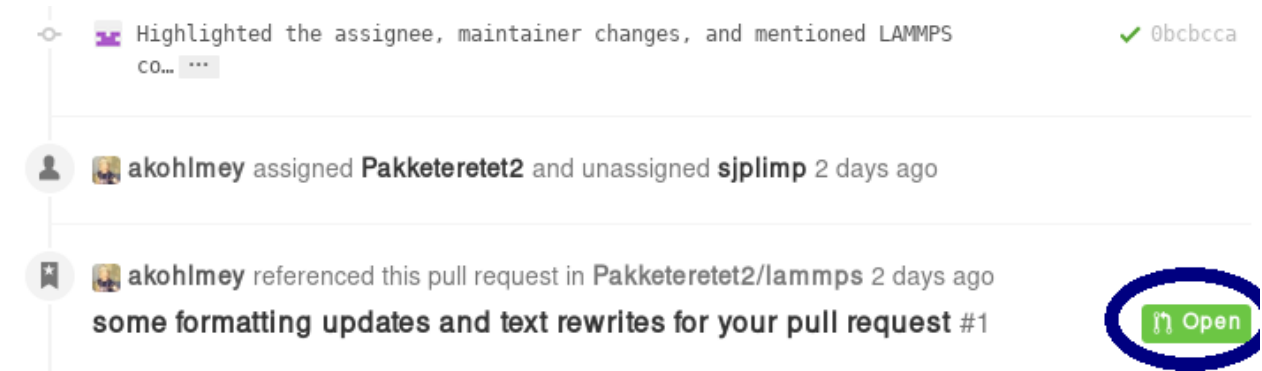 Highlighted the assignee, maintainer changes, and mentioned LAMMPS 0bcbcca
co… ...
akohlmey assigned Pakketeretet2 and unassigned sjplimp 2 days ago
akohlmey referenced this pull request in Pakketeretet2/lammps 2 days ago
some formatting updates and text rewrites for your pull request #1 Open